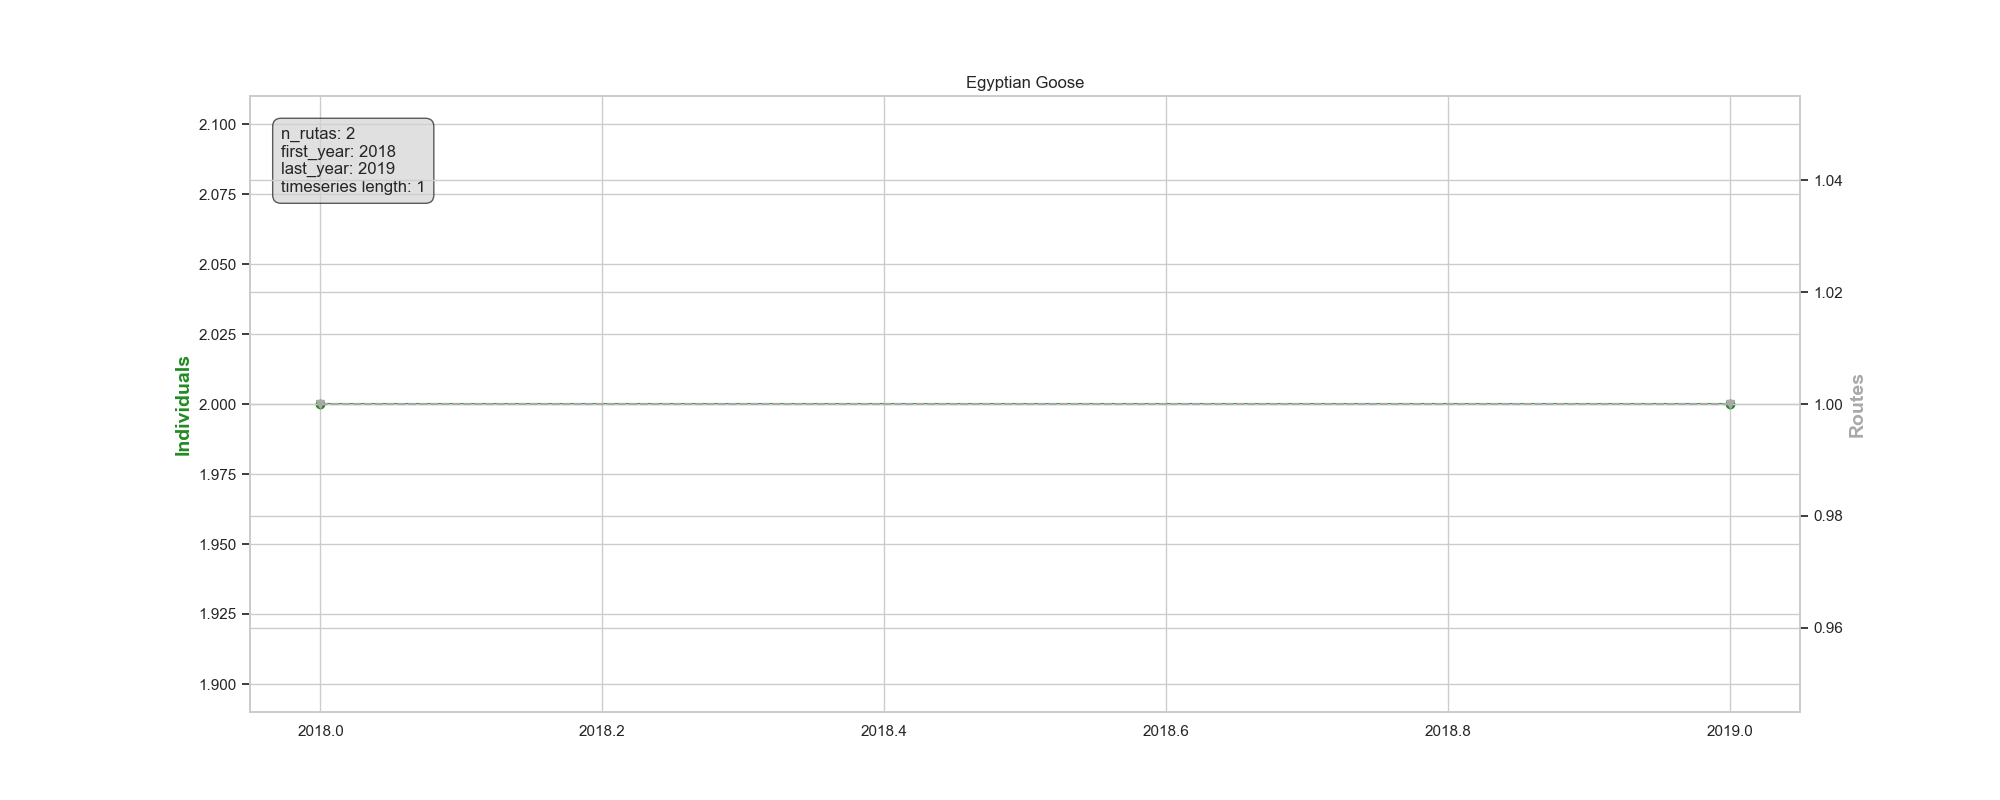 Egyptian Goose
n_rutas: 2
first_year: 2018
last_year: 2019
timeseries length: 1
2.100
2.075
2.050
2.025
2.000
1.975
1.950
1.925
1.900
Individuals
1.04
1.02
1.00
0.98
0.96
Routes
2018.0 2018.2 2018.4 2018.6 2018.8 2019.0